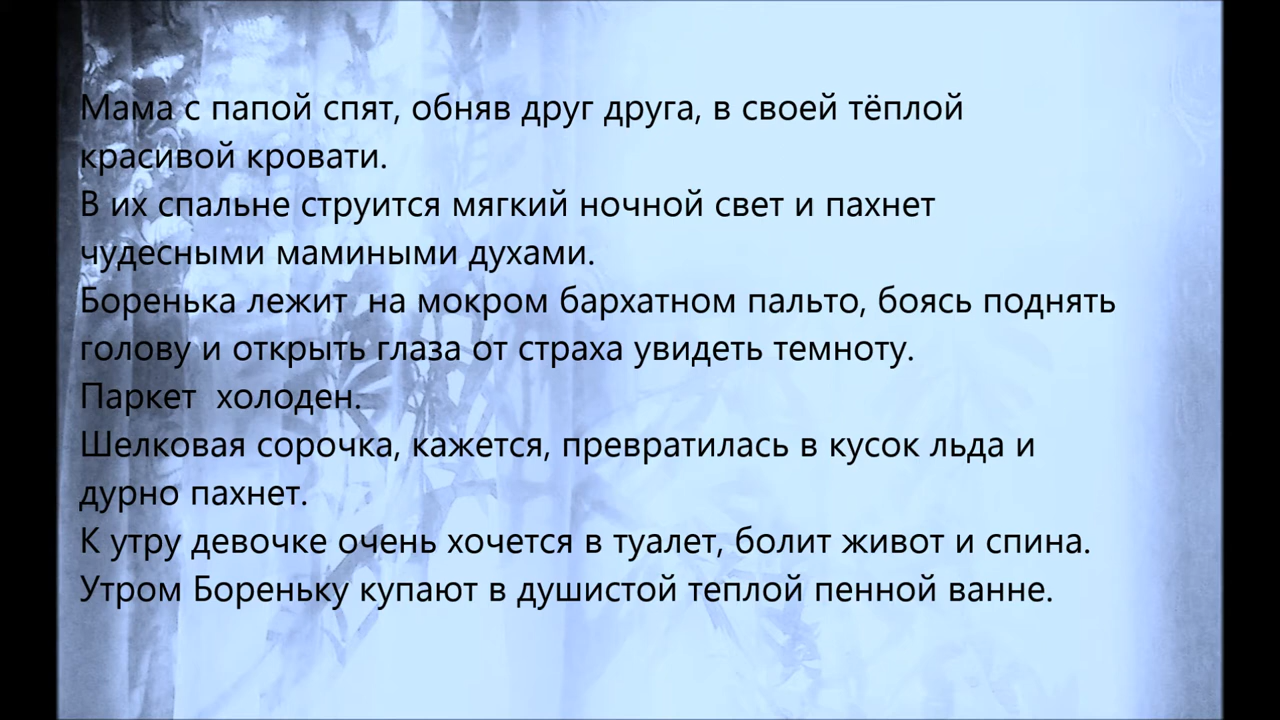 Мама с папой спят, обняв друг друга, в своей тёплой
красивой кровати.
В их спальне струится мягкий ночной свет и пахнет
чудесными мамиными духами.
Боренька лежит  на мокром бархатном пальто, боясь поднять
голову и открыть глаза от страха увидеть темноту.
Паркет  холоден.
Шелковая сорочка, кажется, превратилась в кусок льда и
дурно пахнет.
К утру девочке очень хочется в туалет, болит живот и спина.
Утром Бореньку купают в душистой теплой пенной ванне.